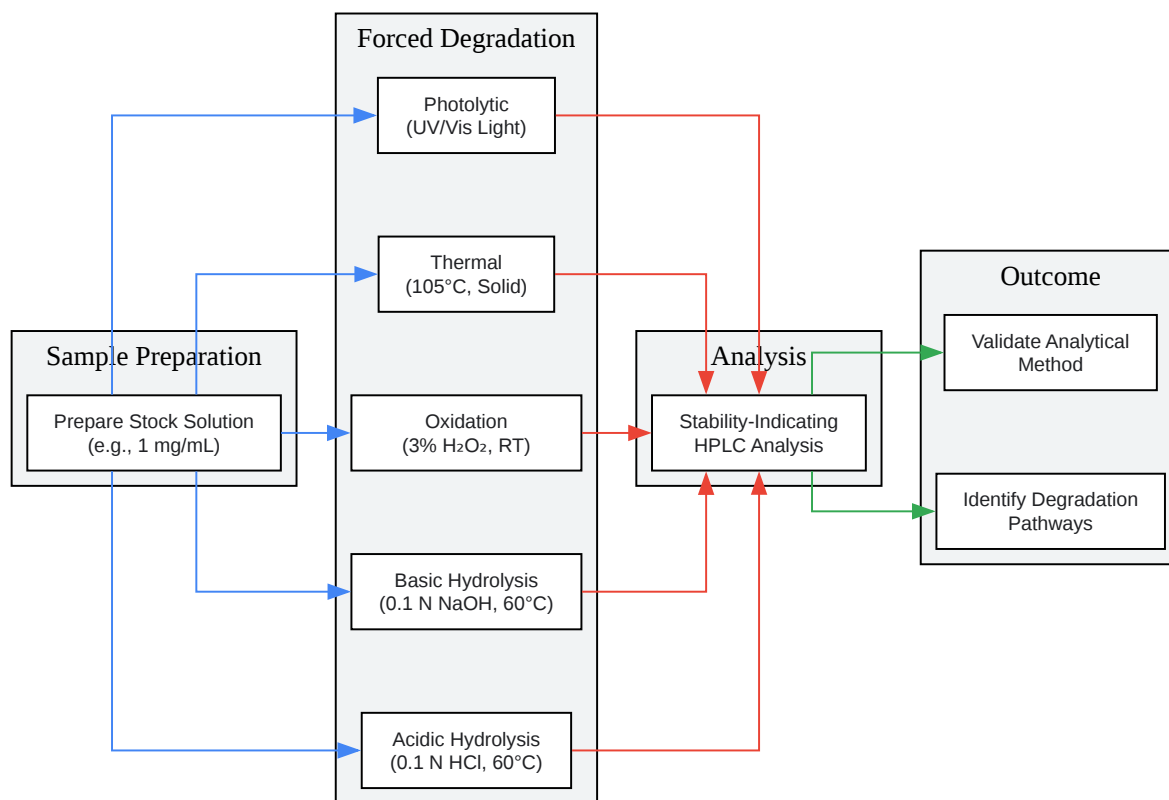 Forced Degradation
Photolytic
(UV/Vis Light)
Thermal
(105°C, Solid)
Outcome
Sample Preparation
Analysis
Validate Analytical
Method
Prepare Stock Solution
(e.g., 1 mg/mL)
Oxidation
(3% H₂O₂, RT)
Stability-Indicating
HPLC Analysis
Identify Degradation
Pathways
Basic Hydrolysis
(0.1 N NaOH, 60°C)
Acidic Hydrolysis
(0.1 N HCl, 60°C)